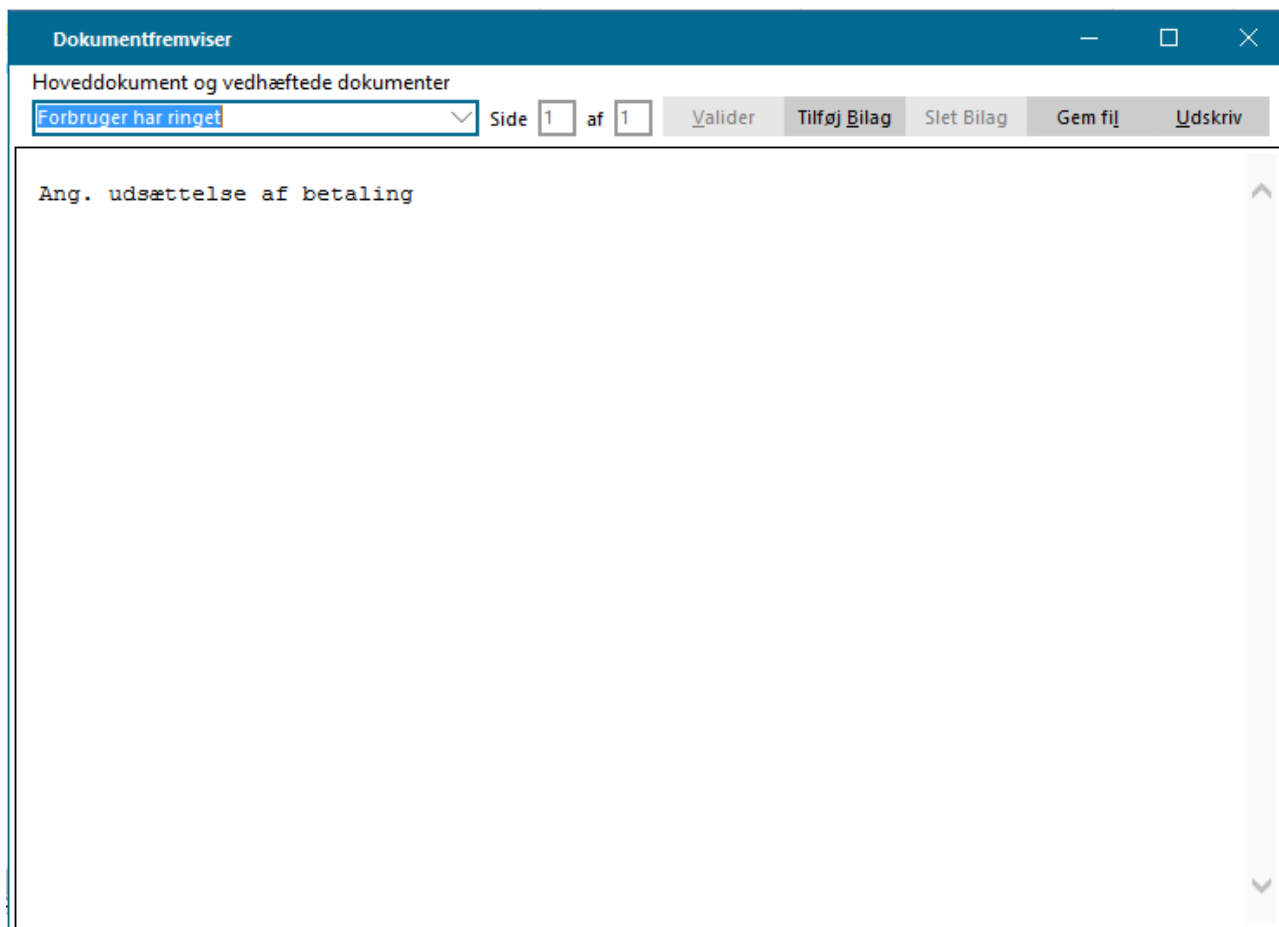 Dokumentfremviser
Hoveddokument og vedhæftede dokumenter
Forbruger har ringet Side 1 af 1 Valider Tilføj Bilag Slet Bilag Gem fil Udskriv
Ang. udsættelse af betaling